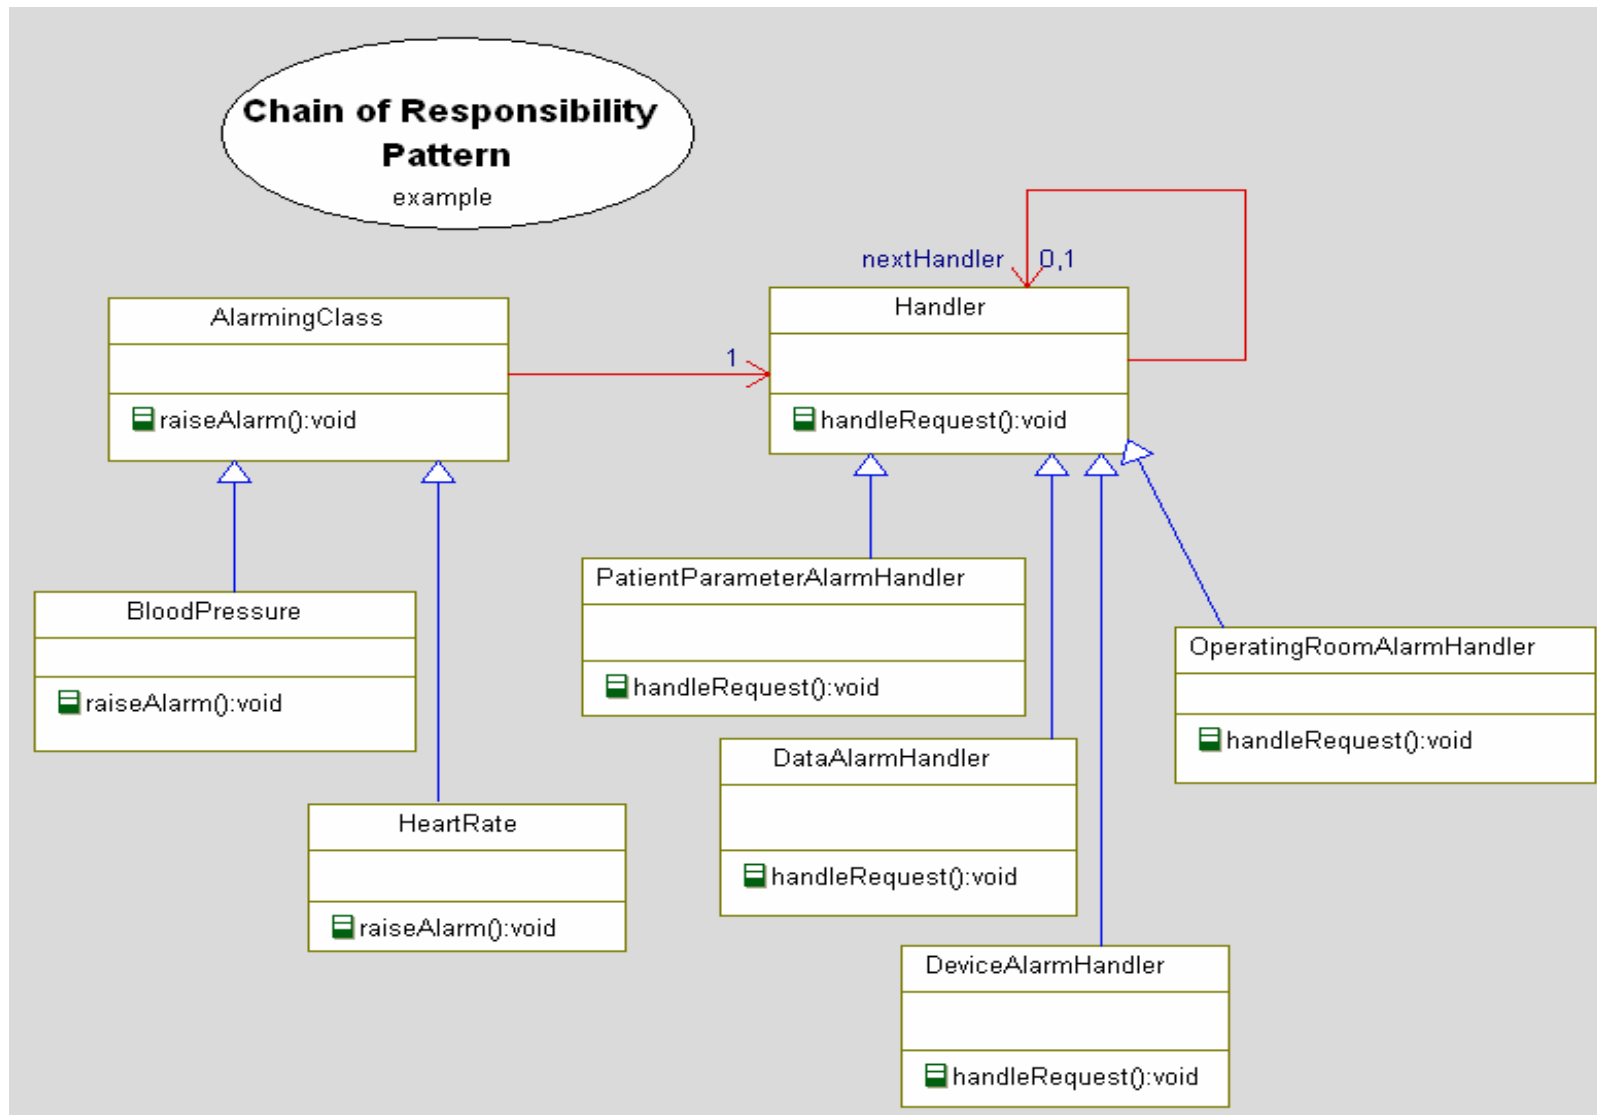 Chain of Responsibility
Pattern
example
nextHandler
0,1
AlarmingClass
raiseAlarm():void
1
Handler
handleRequest():void
BloodPressure
raiseAlarm():void
HeartRate
raiseAlarm():void
PatientParameterAlarmHandler
handleRequest():void
DataAlarmHandler
handleRequest():void
DeviceAlarmHandler
handleRequest():void
OperatingRoomAlarmHandler
handleRequest():void